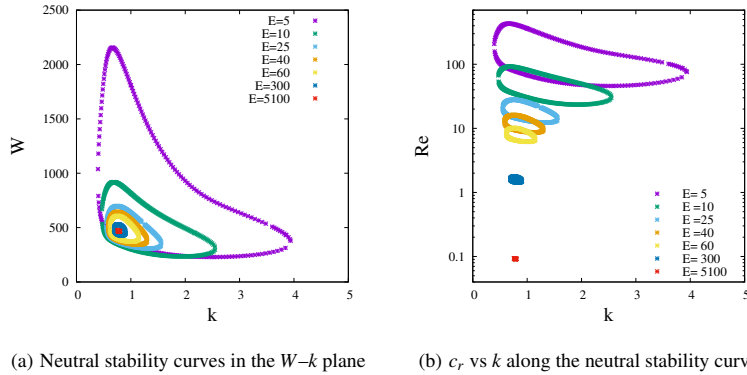 2500
2000
1500
1000
500
0
W
0 1 2 3 4 5
k
E=5
E=10
E=25
E=40
E=60
E=300
E=5100
100
10
1
0.1
Re
0 1 2 3 4 5
k
E= 5
E =10
E =25
E =40
E =60
E= 300
E= 5100
(a) Neutral stability curves in the W–k plane
(b) c_r vs k along the neutral stability curv